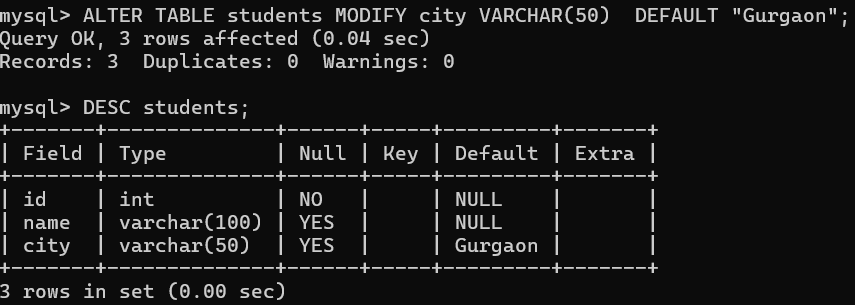 mysql> ALTER TABLE students MODIFY city VARCHAR(50)  DEFAULT "Gurgaon";
Query OK, 3 rows affected (0.04 sec)
Records: 3  Duplicates: 0  Warnings: 0

mysql> DESC students;
+-------+--------------+------+-----+---------+-------+
| Field | Type         | Null | Key | Default | Extra |
+-------+--------------+------+-----+---------+-------+
| id    | int          | NO   |     | NULL    |       |
| name  | varchar(100) | YES  |     | NULL    |       |
| city  | varchar(50)  | YES  |     | Gurgaon |       |
+-------+--------------+------+-----+---------+-------+
3 rows in set (0.00 sec)